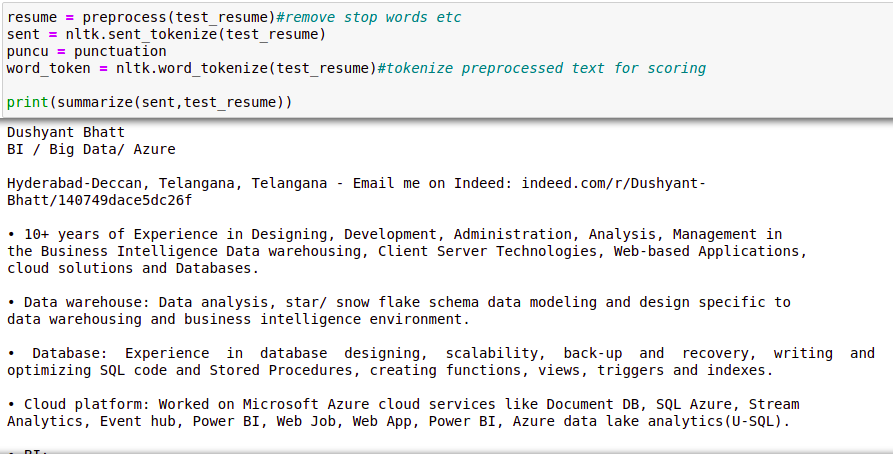 resume = preprocess(test_resume)#remove stop words etc
sent = nltk.sent_tokenize(test_resume)
puncu = punctuation
word_token = nltk.word_tokenize(test_resume)#tokenize preprocessed text for scoring
print(summarize(sent,test_resume))
Dushyant Bhatt
BI / Big Data/ Azure
Hyderabad-Deccan, Telangana, Telangana - Email me on Indeed: indeed.com/r/Dushyant-
Bhatt/140749dace5dc26f
• 10+ years of Experience in Designing, Development, Administration, Analysis, Management in
the Business Intelligence Data warehousing, Client Server Technologies, Web-based Applications,
cloud solutions and Databases.
• Data warehouse: Data analysis, star/ snow flake schema data modeling and design specific to
data warehousing and business intelligence environment.
• Database: Experience in database designing, scalability, back-up and recovery, writing and
optimizing SQL code and Stored Procedures, creating functions, views, triggers and indexes.
• Cloud platform: Worked on Microsoft Azure cloud services like Document DB, SQL Azure, Stream
Analytics, Event hub, Power BI, Web Job, Web App, Power BI, Azure data lake analytics(U-SQL).
• BI: